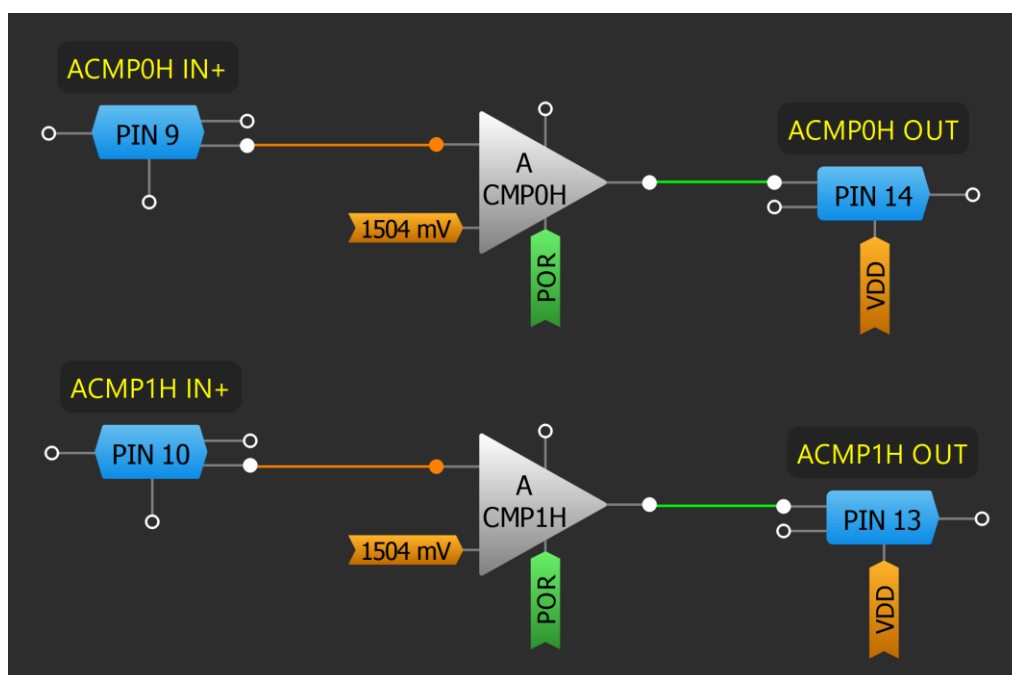 ACMP0H IN+
PIN 9
A
CMP0H
1504 mV
POR
ACMP0H OUT
PIN 14
VDD
ACMP1H IN+
PIN 10
A
CMP1H
1504 mV
POR
ACMP1H OUT
PIN 13
VDD